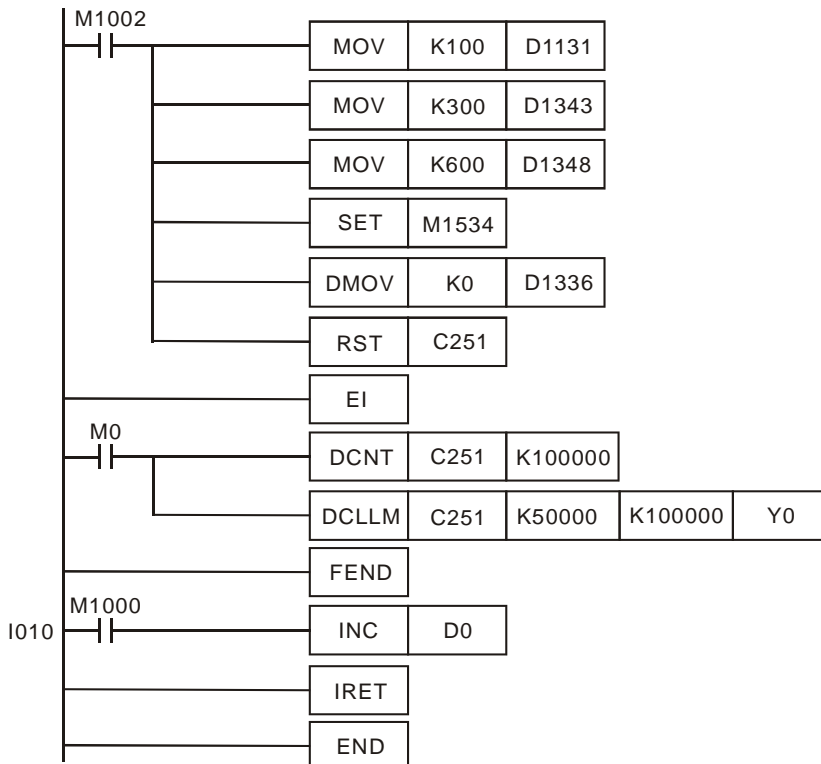 M1002
MOV K100 D1131
MOV K300 D1343
MOV K600 D1348
SET M1534
DMOV K0 D1336
RST C251
EI
M0
DCNT C251 K100000
DCLLM C251 K50000 K100000 Y0
FEND
M1000
I010 INC D0
IRET
END